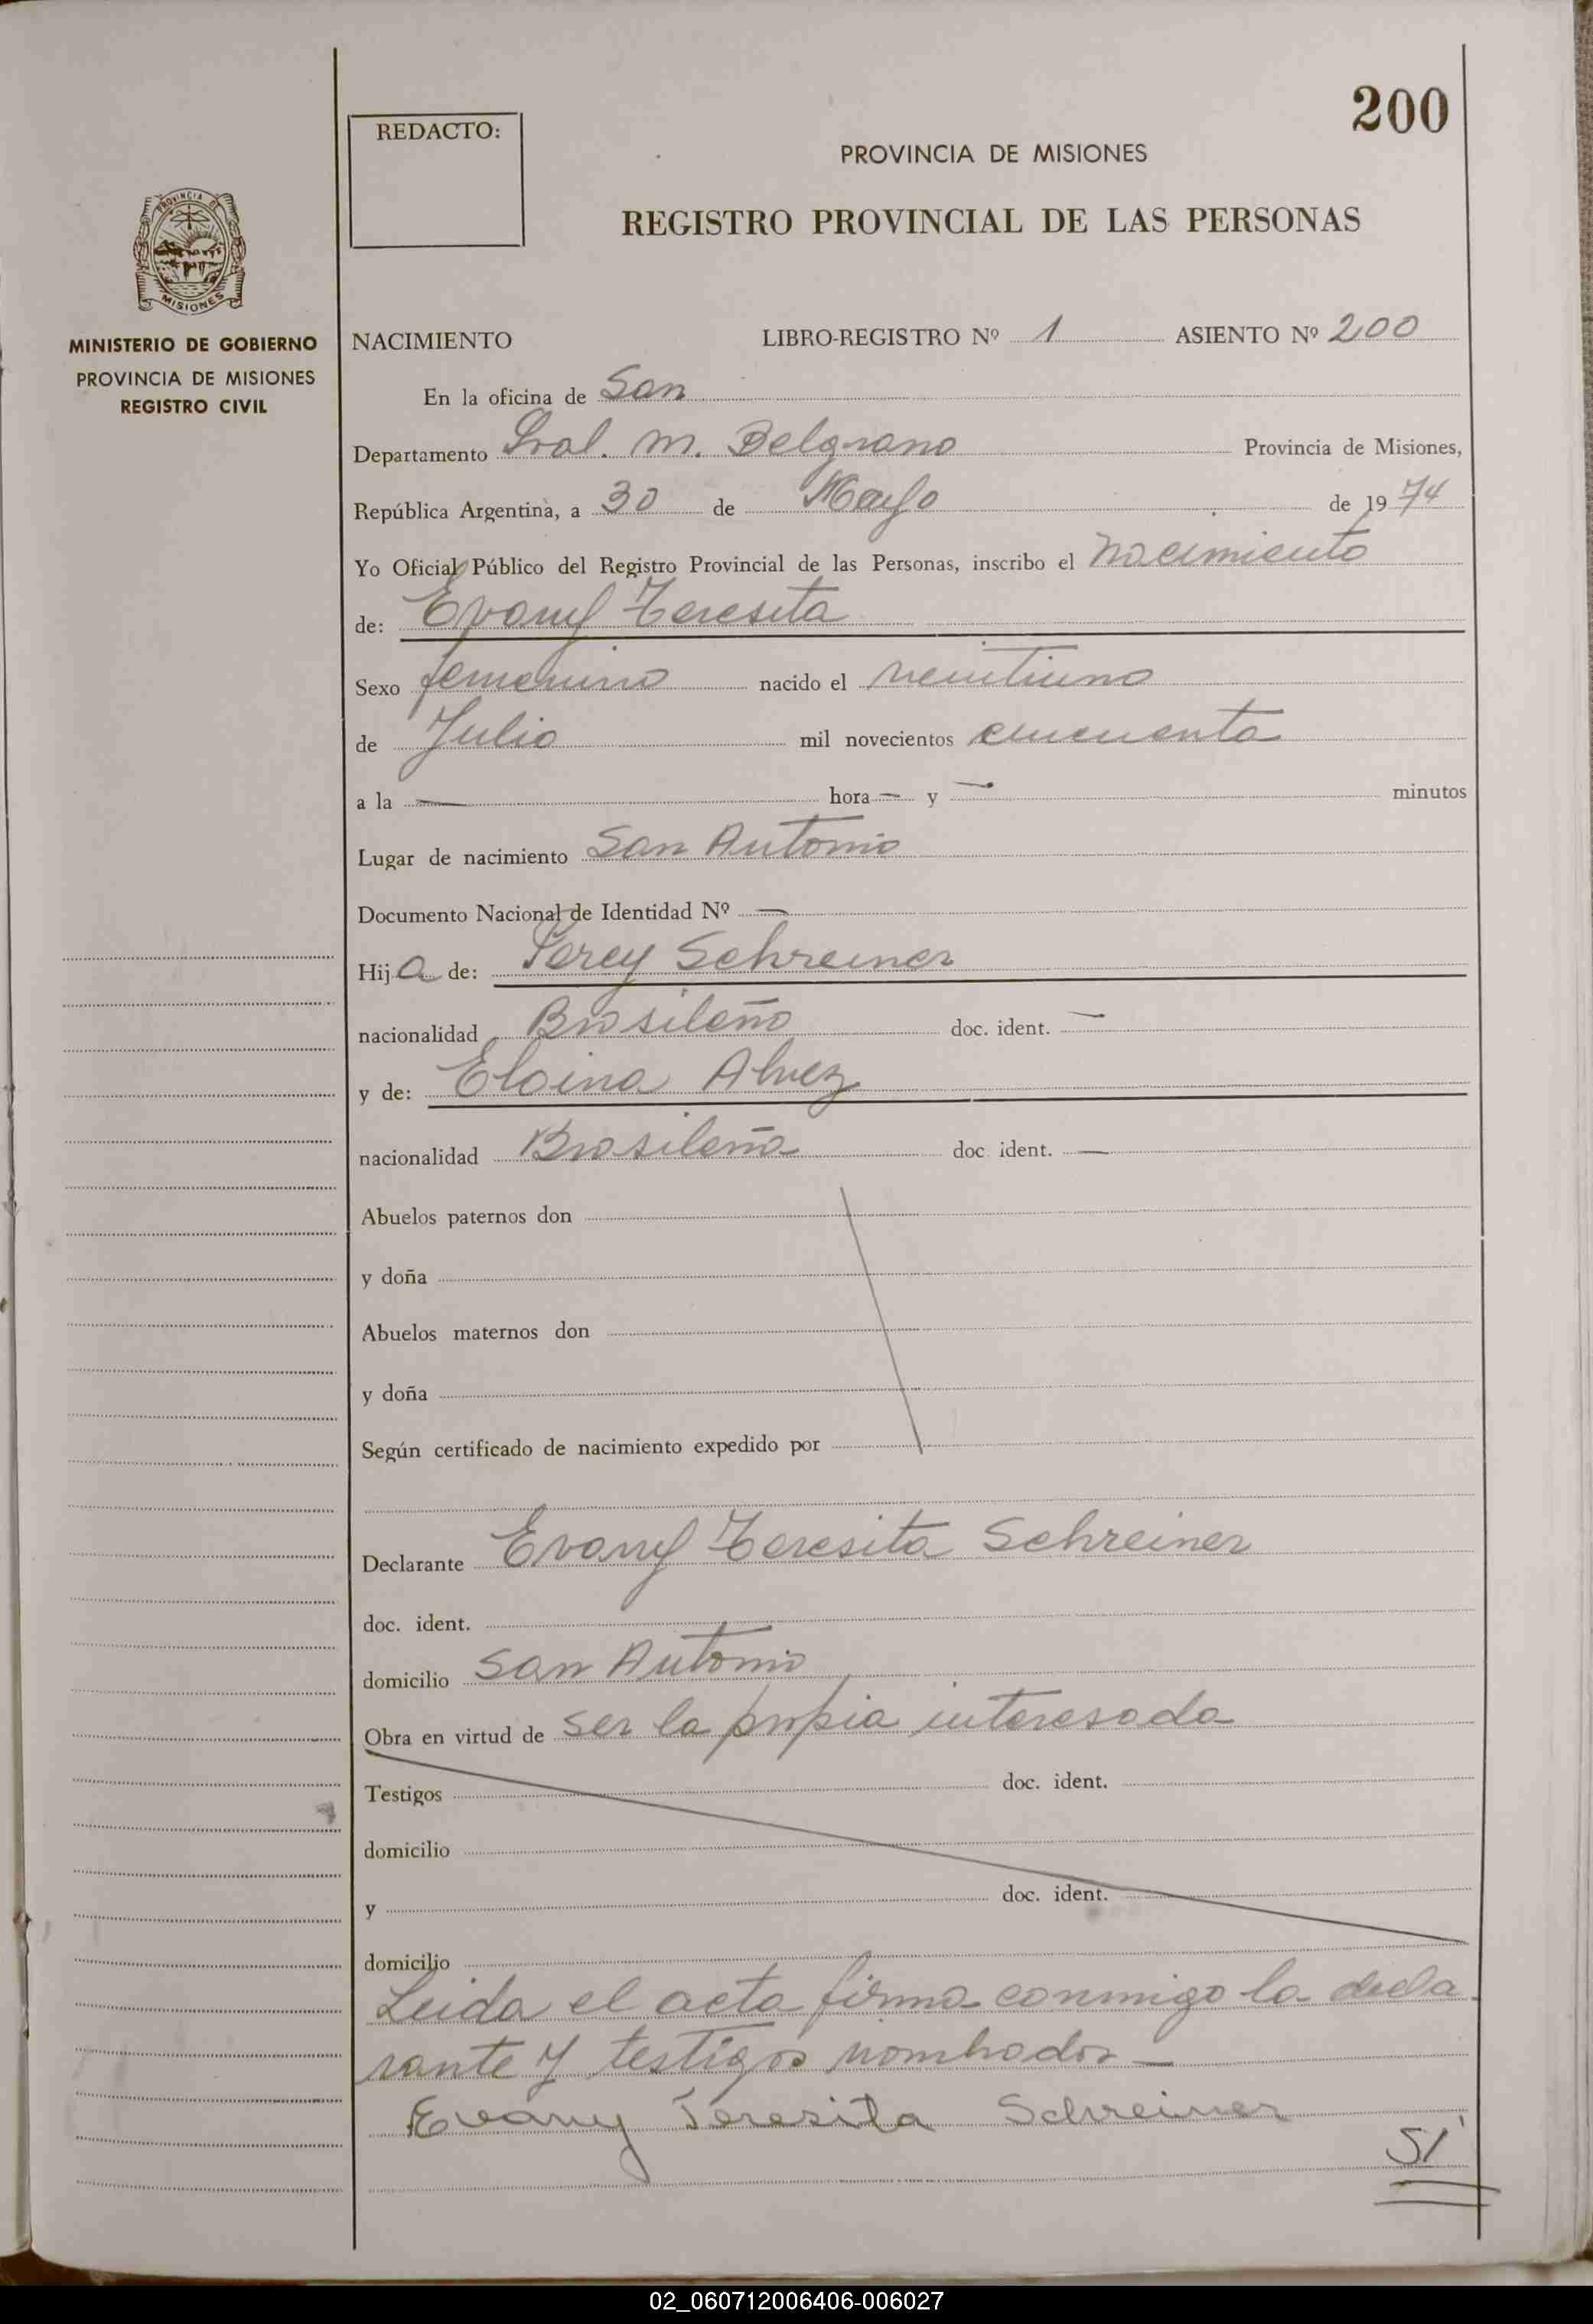 200
REDACTO:
PROVINCIA DE MISIONES
REGISTRO PROVINCIAL DE LAS PERSONAS
PROVINCIA DE
MISIONES
MINISTERIO DE GOBIERNO
PROVINCIA DE MISIONES
REGISTRO CIVIL
NACIMIENTO LIBRO-REGISTRO Nº 1 ASIENTO Nº 200
En la oficina de San
Departamento Gral. M. Belgrano Provincia de Misiones,
República Argentina, a 30 de Mayo de 1974
Yo Oficial Público del Registro Provincial de las Personas, inscribo el nacimiento
de: Evany Teresita
Sexo femenino nacido el veintiuno
de Julio mil novecientos cincuenta
a la — hora — y — minutos
Lugar de nacimiento San Antonio
Documento Nacional de Identidad Nº —
Hija de: Percy Schreiner
nacionalidad Brasileño doc. ident. —
y de: Eloina Alvez
nacionalidad Brasileña doc. ident. —
Abuelos paternos don
y doña
Abuelos maternos don
y doña
Según certificado de nacimiento expedido por
Declarante Evany Teresita Schreiner
doc. ident.
domicilio San Antonio
Obra en virtud de ser la propia interesada
Testigos doc. ident.
domicilio
y doc. ident.
domicilio
Leida el acta firma conmigo la decla
rante y testigos nombrados —
Evany Teresita Schreiner
SI
02_060712006406-006027